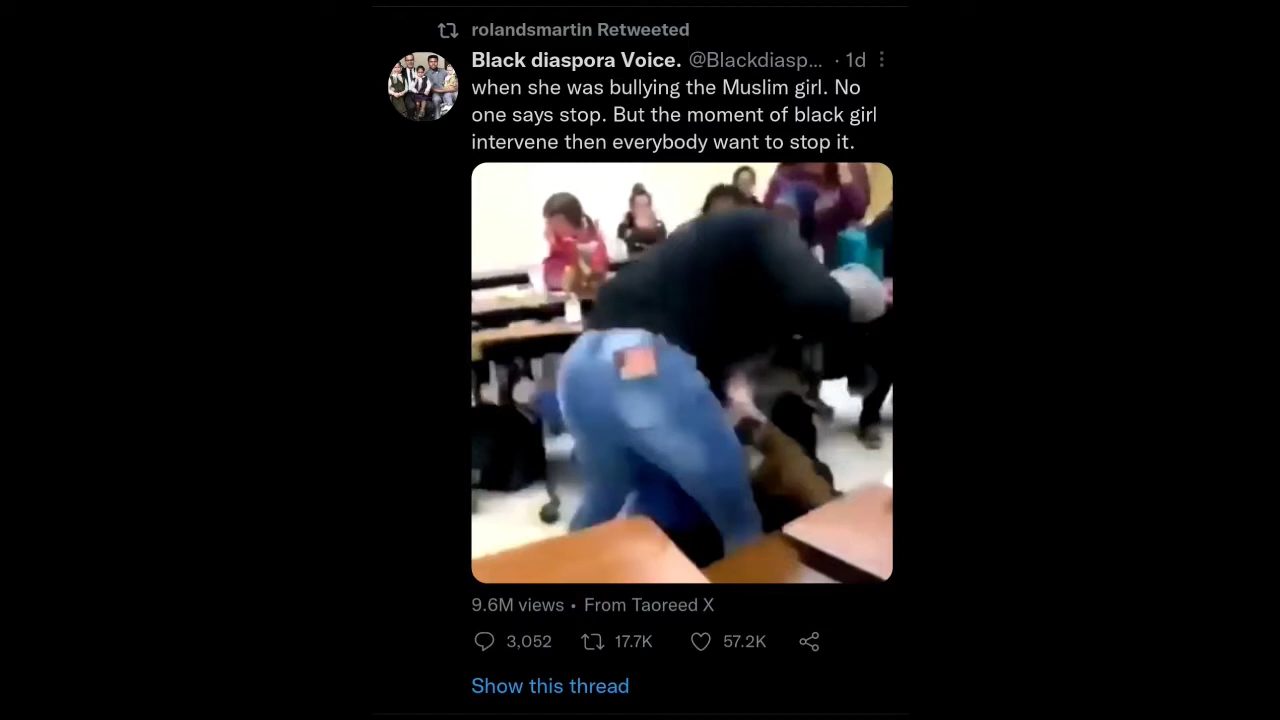 rolandsmartin Retweeted
Black diaspora Voice. @Blackdiasp... · 1d
when she was bullying the Muslim girl. No
one says stop. But the moment of black girl
intervene then everybody want to stop it.
9.6M views • From Taoreed X
3,052 17.7K 57.2K
Show this thread